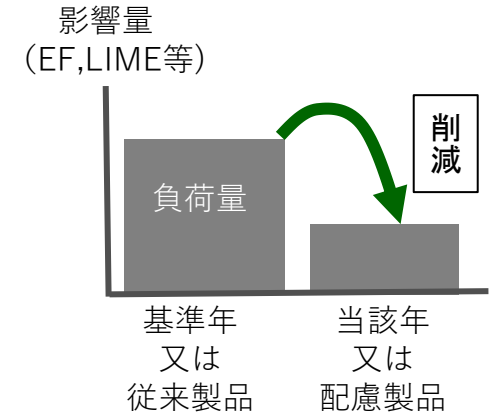 影響量
（EF,LIME等）
削減
負荷量
基準年
又は
従来製品
当該年
又は
配慮製品